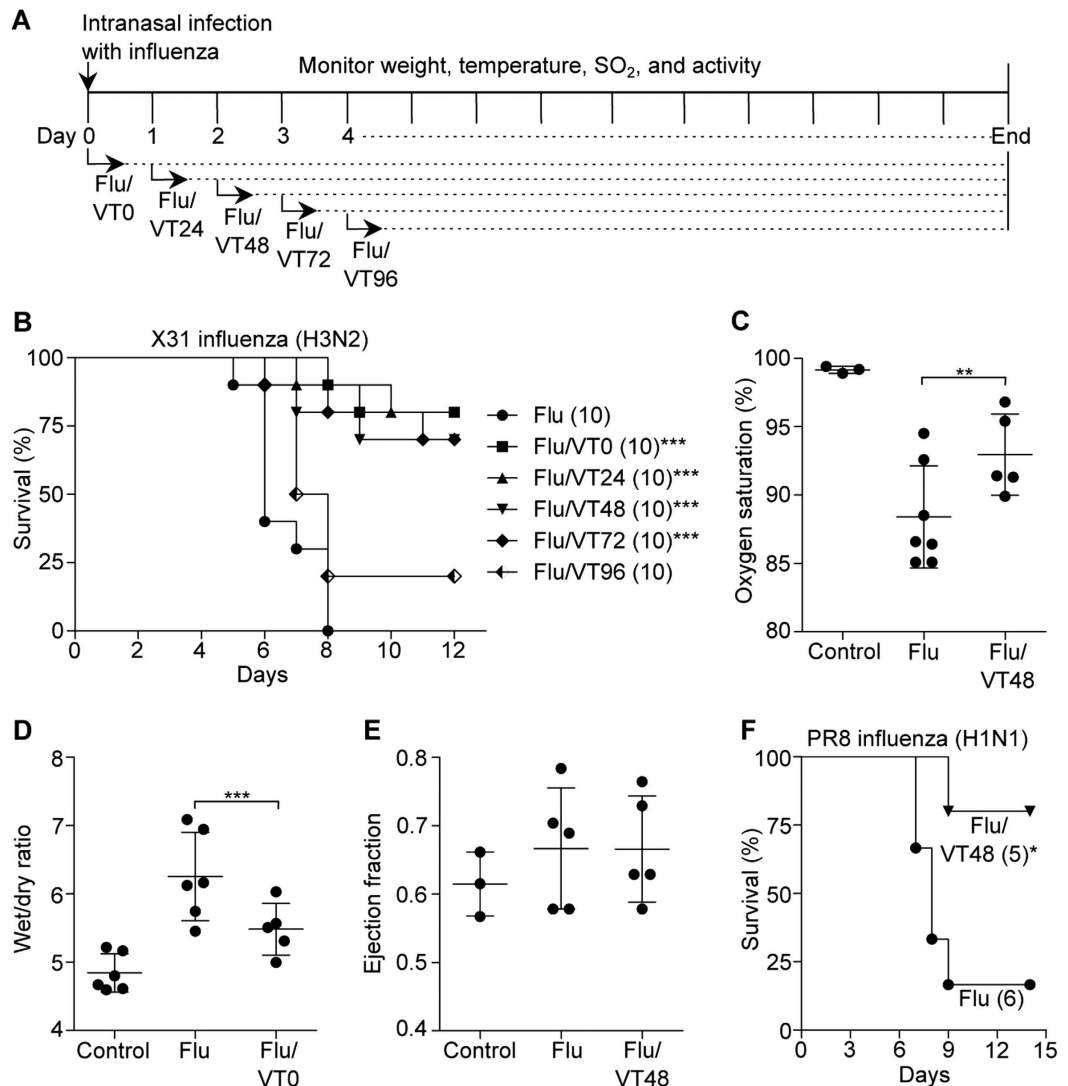 A
Intranasal infection
with influenza
Monitor weight, temperature, SO2, and activity
Day 0 1 2 3 4 End
Flu/
VT0
Flu/
VT24
Flu/
VT48
Flu/
VT72
Flu/
VT96
B
X31 influenza (H3N2)
Survival (%)
100
75
50
25
0
0 2 4 6 8 10 12
Days
Flu (10)
Flu/VT0 (10)***
Flu/VT24 (10)***
Flu/VT48 (10)***
Flu/VT72 (10)***
Flu/VT96 (10)
C
Oxygen saturation (%)
100
95
90
85
80
**
Control Flu Flu/
VT48
D
Wet/dry ratio
8
7
6
5
4
***
Control Flu Flu/
VT0
E
Ejection fraction
0.8
0.7
0.6
0.5
0.4
Control Flu Flu/
VT48
F
PR8 influenza (H1N1)
Survival (%)
100
75
50
25
0
Flu/
VT48 (5)*
Flu (6)
0 3 6 9 12 15
Days